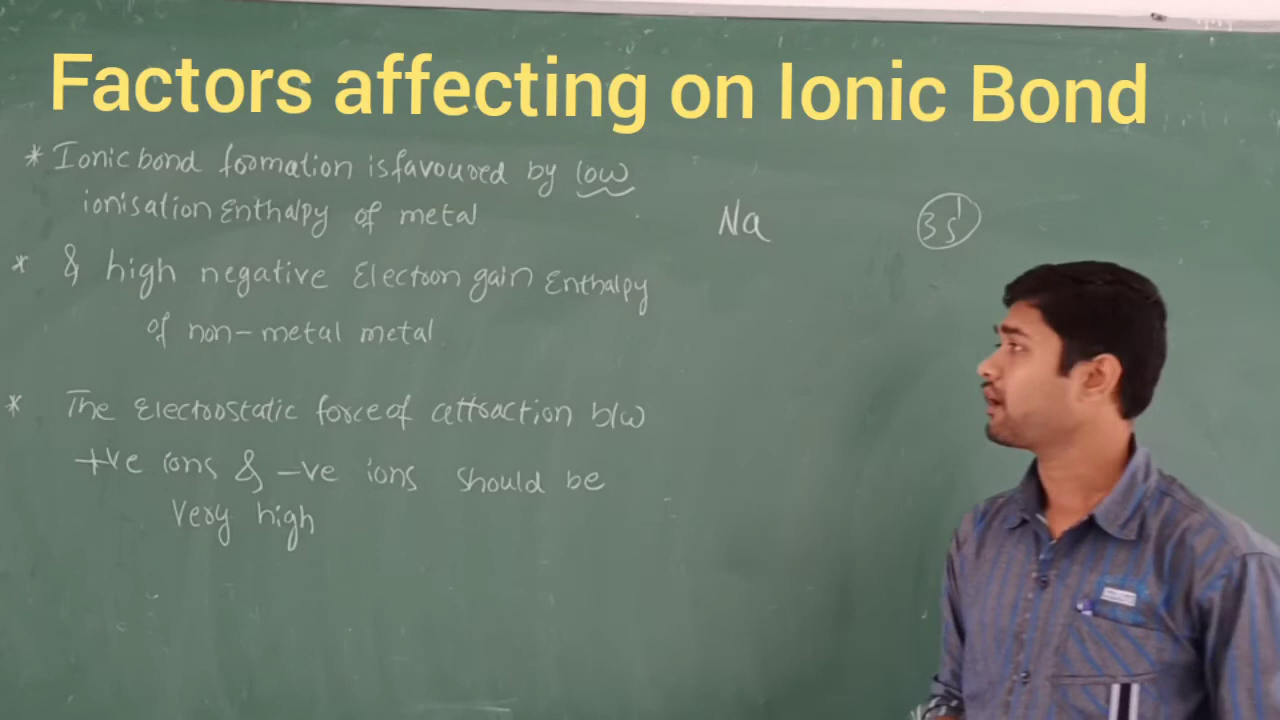 Factors affecting on Ionic Bond
* Ionic bond formation is favoured by low
ionisation Enthalpy of metal
* & high negative Electron gain Enthalpy
of non-metal metal
* The Electrostatic force of attraction b/w
+ve ions & -ve ions should be
very high
Na
3s¹